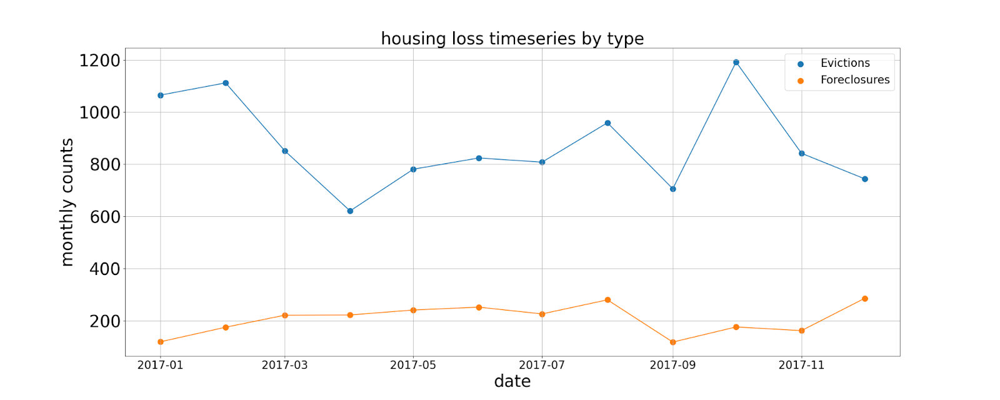 housing loss timeseries by type
Evictions
Foreclosures
monthly counts
1200
1000
800
600
400
200
2017-01 2017-03 2017-05 2017-07 2017-09 2017-11
date